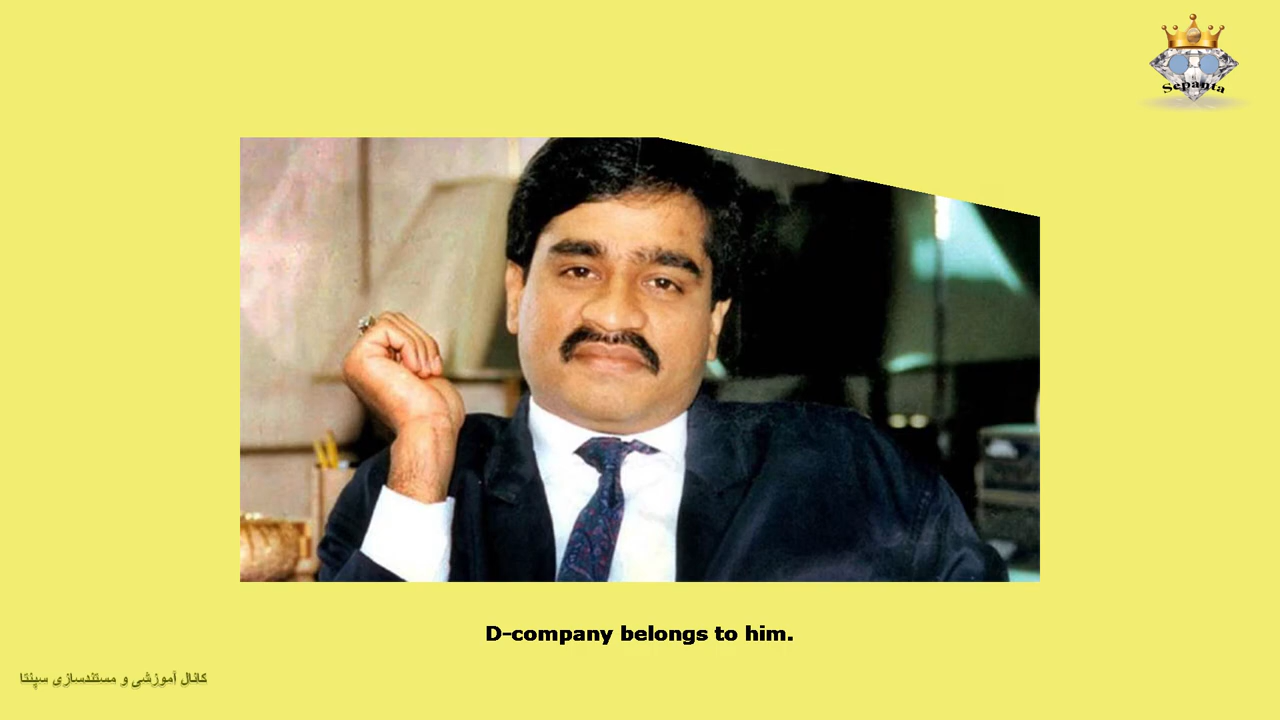 Sepanta
D-company belongs to him.
کانال آموزشی و مستندسازی سپنتا